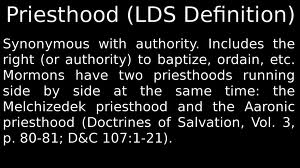 Priesthood (LDS Definition)
Synonymous with authority. Includes the
right (or authority) to baptize, ordain, etc.
Mormons have two priesthoods running
side by side at the same time: the
Melchizedek priesthood and the Aaronic
priesthood (Doctrines of Salvation, Vol. 3,
p. 80-81; D&C 107:1-21).